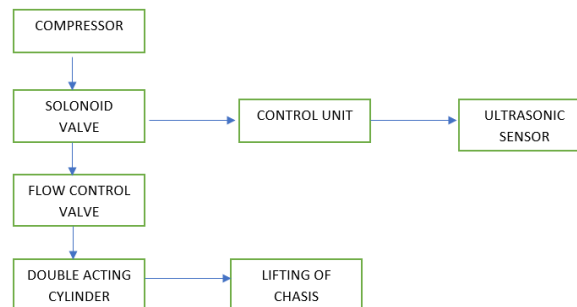 COMPRESSOR
SOLONOID
VALVE
CONTROL UNIT
ULTRASONIC
SENSOR
FLOW CONTROL
VALVE
DOUBLE ACTING
CYLINDER
LIFTING OF
CHASIS